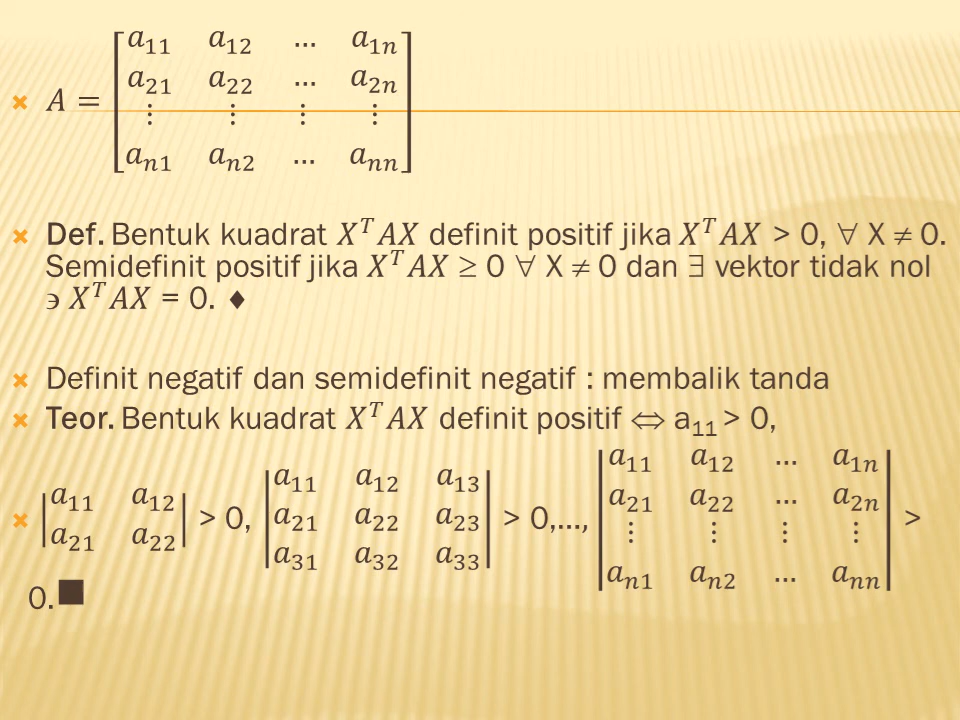 A = [a₁₁ a₁₂ … a₁ₙ
a₂₁ a₂₂ … a₂ₙ
⋮ ⋮ ⋮ ⋮
aₙ₁ aₙ₂ … aₙₙ]
Def. Bentuk kuadrat XᵀAX definit positif jika XᵀAX > 0, ∀ X ≠ 0.
Semidefinit positif jika XᵀAX ≥ 0 ∀ X ≠ 0 dan ∃ vektor tidak nol
∋ XᵀAX = 0. ♦
Definit negatif dan semidefinit negatif : membalik tanda
Teor. Bentuk kuadrat XᵀAX definit positif ⇔ a₁₁ > 0,
|a₁₁ a₁₂
a₂₁ a₂₂| > 0,
|a₁₁ a₁₂ a₁₃
a₂₁ a₂₂ a₂₃
a₃₁ a₃₂ a₃₃| > 0,...,
|a₁₁ a₁₂ … a₁ₙ
a₂₁ a₂₂ … a₂ₙ
⋮ ⋮ ⋮ ⋮
aₙ₁ aₙ₂ … aₙₙ| >
0.■